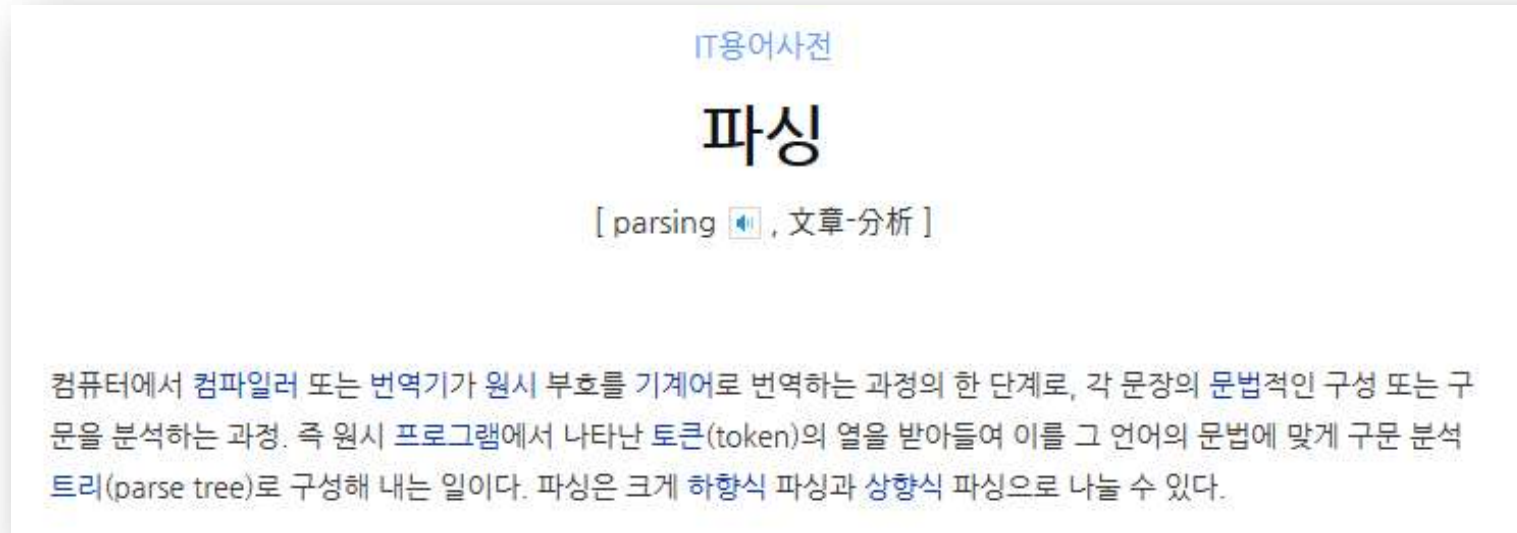 IT용어사전
파싱
[ parsing , 文章-分析 ]
컴퓨터에서 컴파일러 또는 번역기가 원시 부호를 기계어로 번역하는 과정의 한 단계로, 각 문장의 문법적인 구성 또는 구
문을 분석하는 과정. 즉 원시 프로그램에서 나타난 토큰(token)의 열을 받아들여 이를 그 언어의 문법에 맞게 구문 분석
트리(parse tree)로 구성해 내는 일이다. 파싱은 크게 하향식 파싱과 상향식 파싱으로 나눌 수 있다.